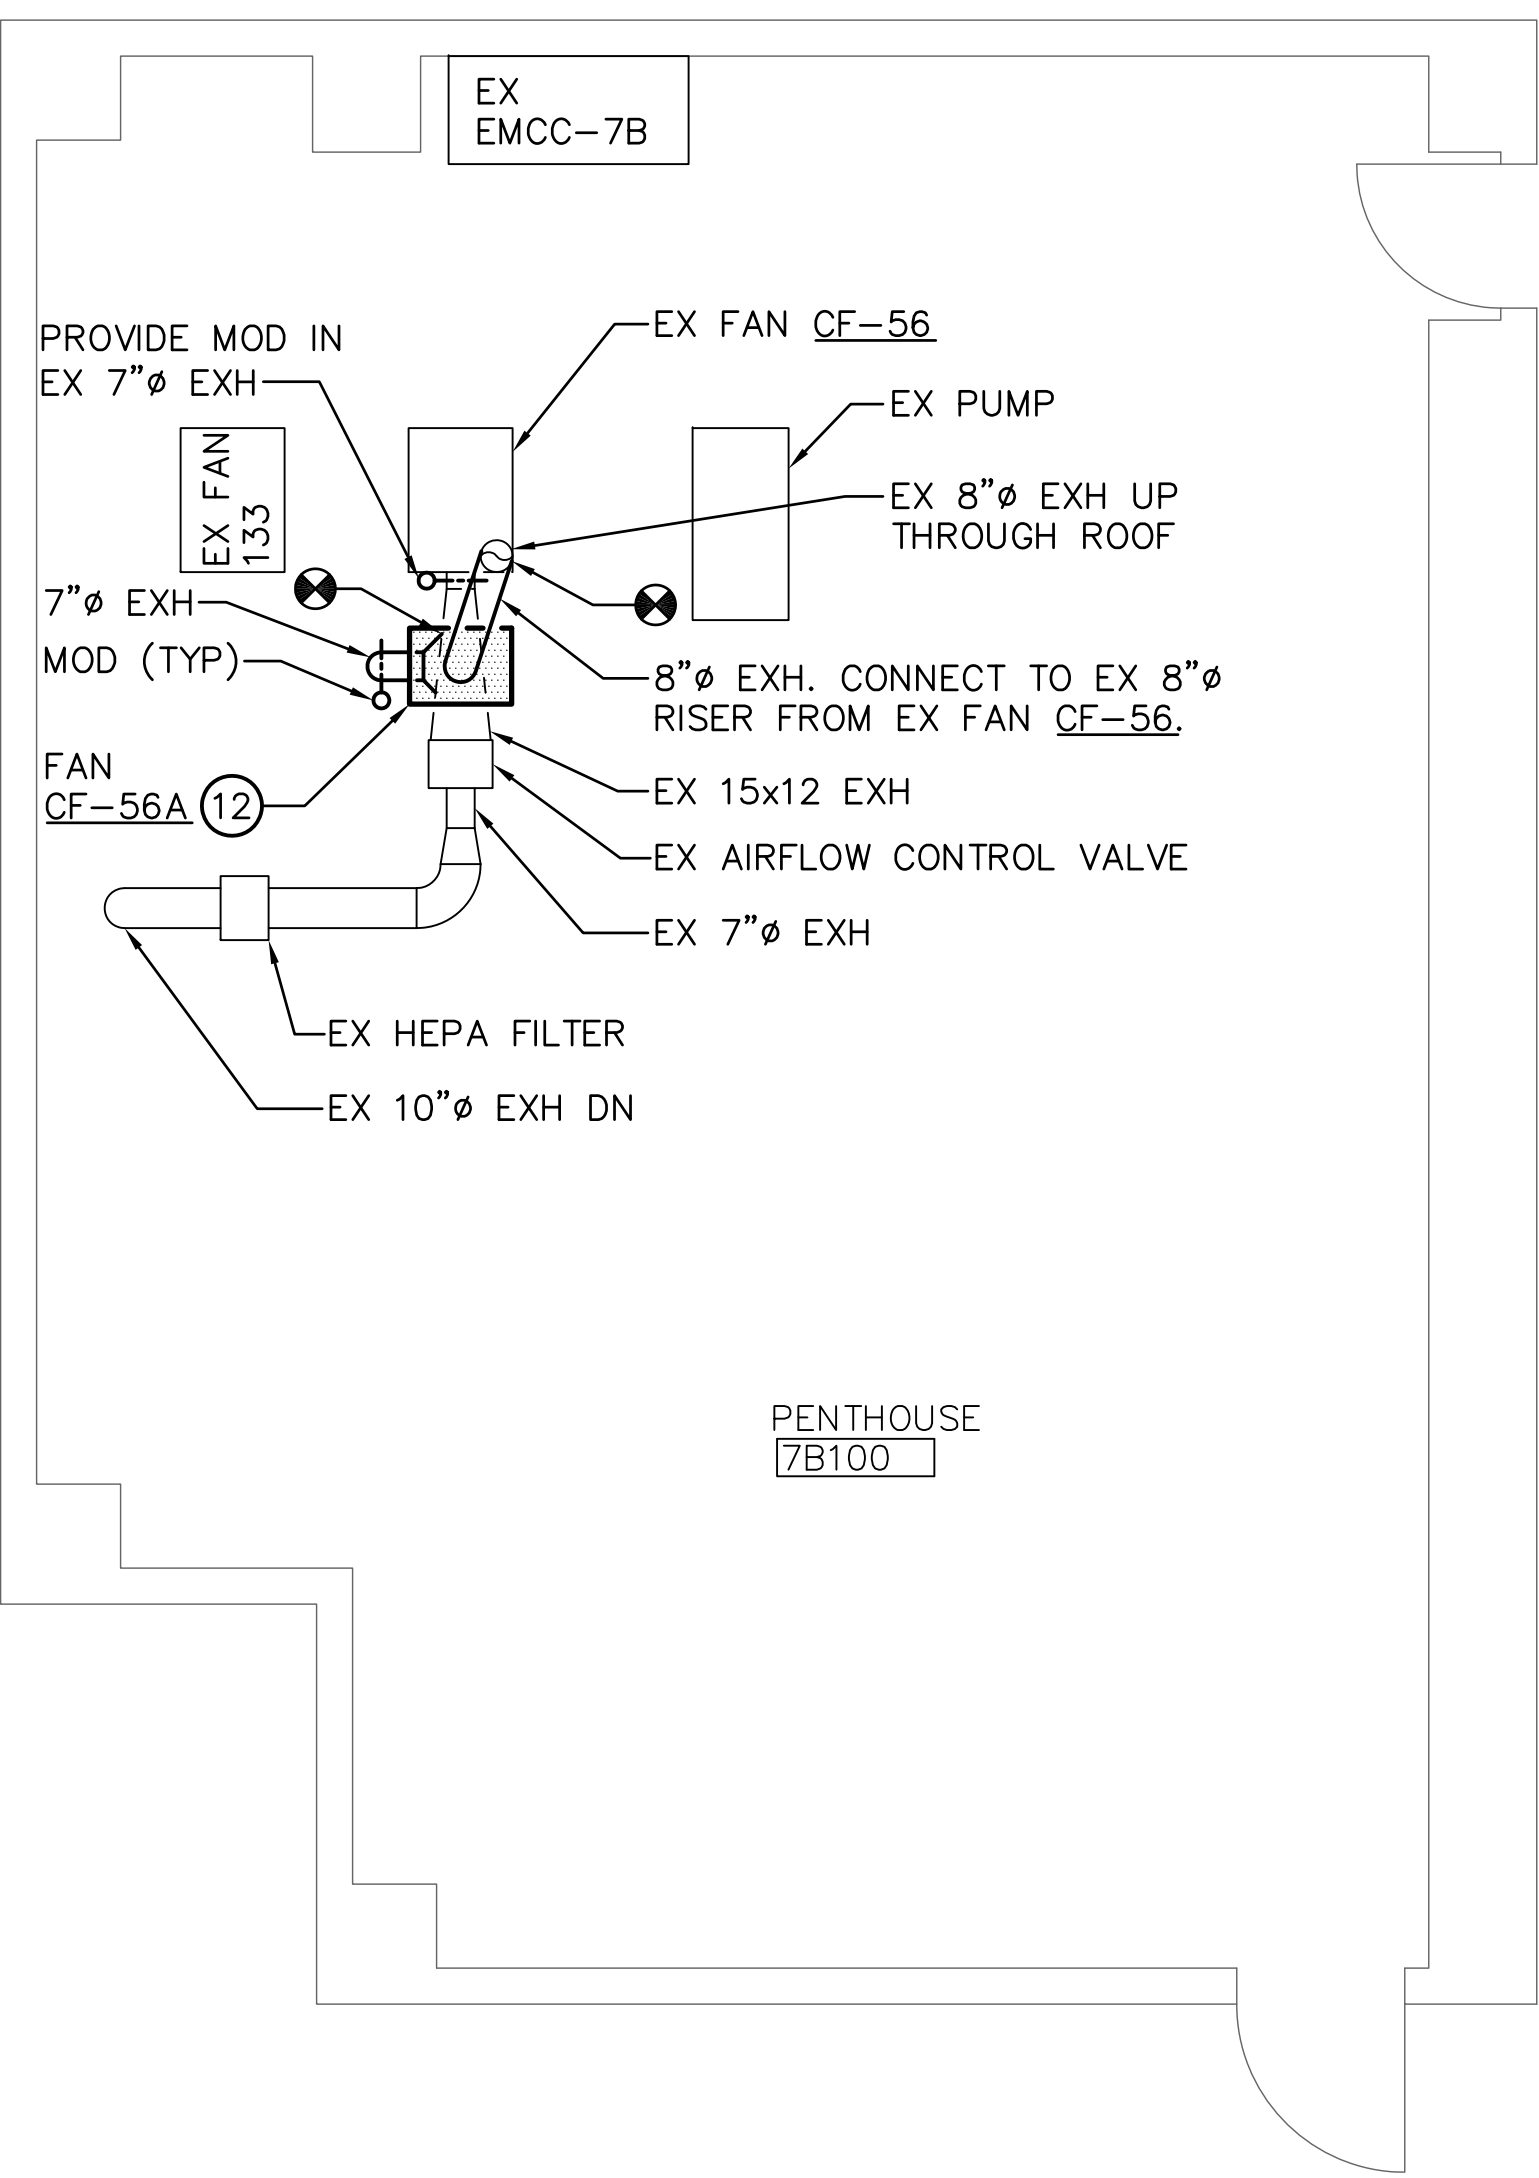 EX
EMCC-7B
PROVIDE MOD IN
EX 7"ø EXH
EX FAN CF-56
EX PUMP
EX FAN
133
EX 8"ø EXH UP
THROUGH ROOF
7"ø EXH
MOD (TYP)
8"ø EXH. CONNECT TO EX 8"ø
RISER FROM EX FAN CF-56.
FAN
CF-56A 12
EX 15x12 EXH
EX AIRFLOW CONTROL VALVE
EX 7"ø EXH
EX HEPA FILTER
EX 10"ø EXH DN
PENTHOUSE
7B100